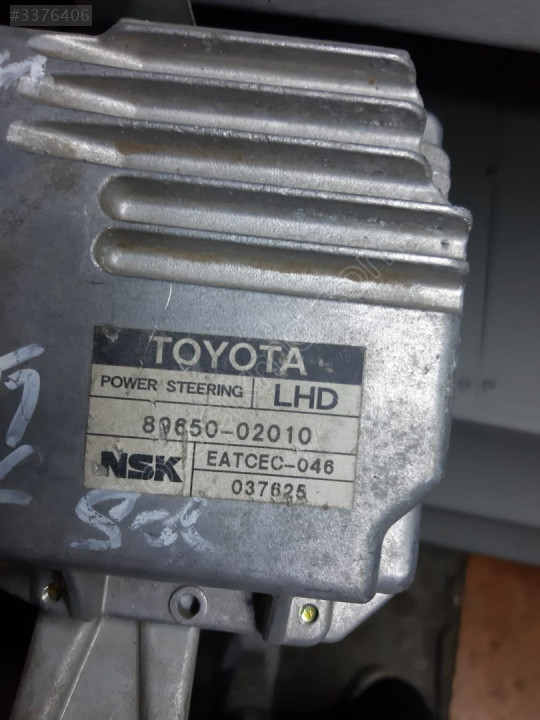 #3376406
TOYOTA
POWER STEERING LHD
89650-02010
NSK EATCEC-046
037625